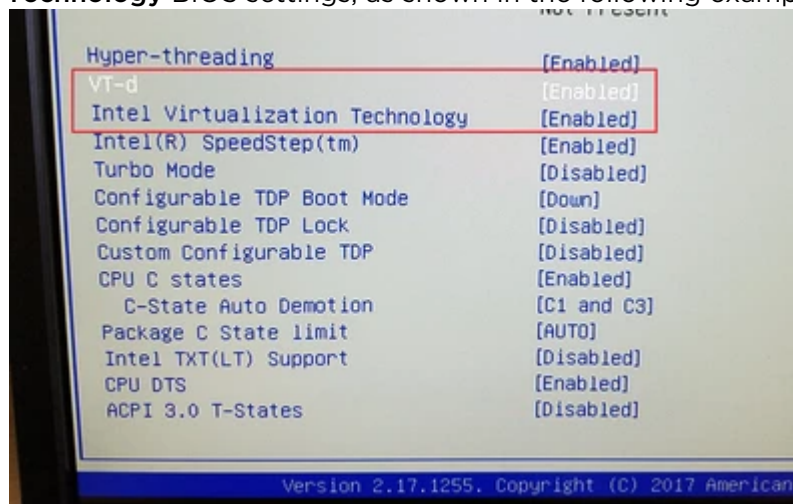 Technology BIOS settings, as shown in the following examp
Not Present
Hyper-threading [Enabled]
VT-d [Enabled]
Intel Virtualization Technology [Enabled]
Intel(R) SpeedStep(tm) [Enabled]
Turbo Mode [Disabled]
Configurable TDP Boot Mode [Down]
Configurable TDP Lock [Disabled]
Custom Configurable TDP [Disabled]
CPU C states [Enabled]
C-State Auto Demotion [C1 and C3]
Package C State limit [AUTO]
Intel TXT(LT) Support [Disabled]
CPU DTS [Enabled]
ACPI 3.0 T-States [Disabled]
Version 2.17.1255. Copyright (C) 2017 American